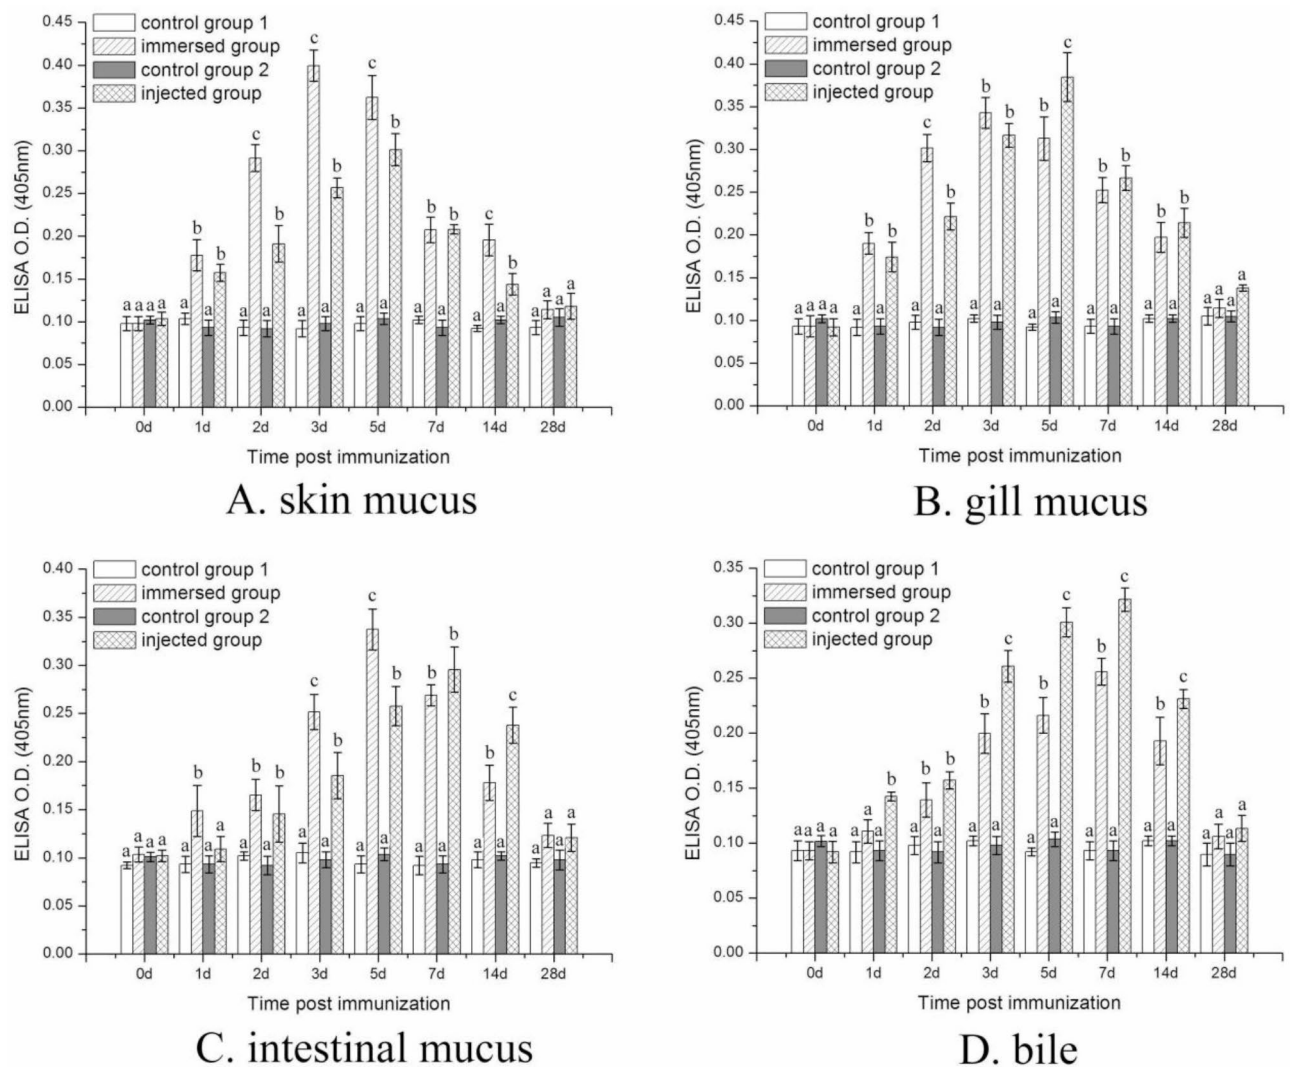 control group 1
immersed group
control group 2
injected group
ELISA O.D. (405nm)
0.45
0.40
0.35
0.30
0.25
0.20
0.15
0.10
0.05
0.00
a a a a
a b a b
a c a b
a c a b
a c a b
a b a b
a c a b
a a a a
0d 1d 2d 3d 5d 7d 14d 28d
Time post immunization
A. skin mucus
control group 1
immersed group
control group 2
injected group
ELISA O.D. (405nm)
0.45
0.40
0.35
0.30
0.25
0.20
0.15
0.10
0.05
0.00
a a a a
a b a b
a c a b
a b a b
a b a c
a b a b
a b a b
a a a a
0d 1d 2d 3d 5d 7d 14d 28d
Time post immunization
B. gill mucus
control group 1
immersed group
control group 2
injected group
ELISA O.D. (405nm)
0.40
0.35
0.30
0.25
0.20
0.15
0.10
0.05
0.00
a a a a
a b a a
a b a b
a c a b
a c a b
a b a b
a b a c
a a a a
0d 1d 2d 3d 5d 7d 14d 28d
Time post immunization
C. intestinal mucus
control group 1
immersed group
control group 2
injected group
ELISA O.D. (405nm)
0.35
0.30
0.25
0.20
0.15
0.10
0.05
0.00
a a a a
a a a b
a b a b
a b a c
a b a c
a b a c
a b a c
a a a a
0d 1d 2d 3d 5d 7d 14d 28d
Time post immunization
D. bile